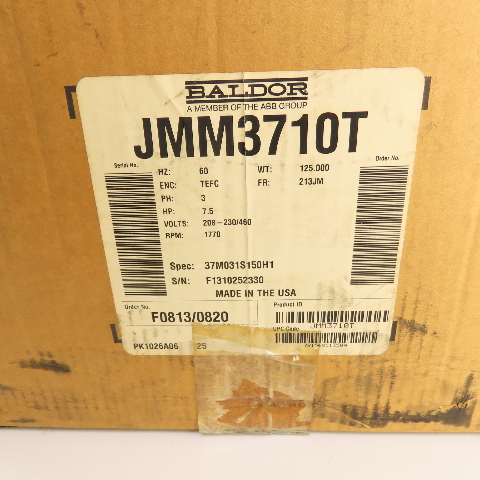 BALDOR
A MEMBER OF THE ABB GROUP
JMM3710T
Serial No.
Order No.
HZ: 60 WT: 125.000
ENC: TEFC FR: 213JM
PH: 3
HP: 7.5
VOLTS: 208-230/460
RPM: 1770
Spec: 37M031S150H1
S/N: F1310252330
MADE IN THE USA
Order No.
Product ID
F0813/0820
JMM3710T
UPC Code
PK1026A06 25